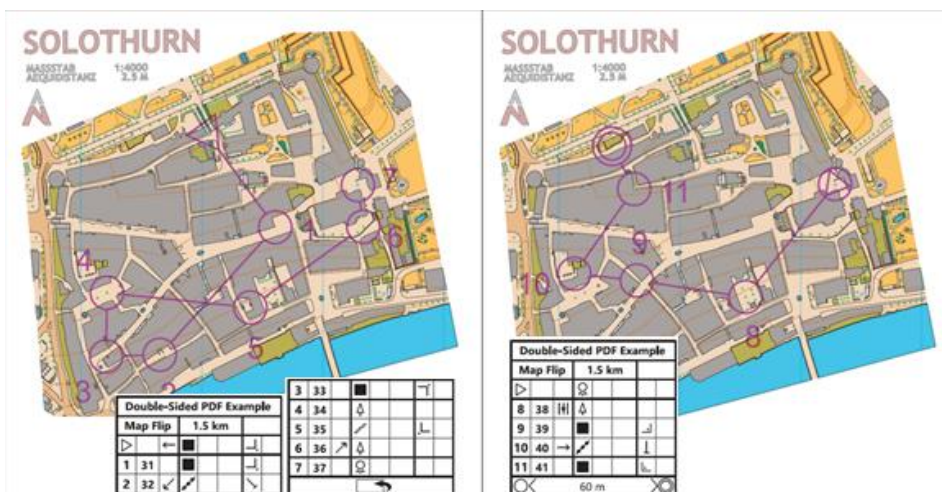 SOLOTHURN
MASSSTAB 1:4000
AEQUIDISTANZ 2.5 M
N
1
2
3
4
5
6
7
Double-Sided PDF Example
Map Flip 1.5 km
1 31
2 32
3 33
4 34
5 35
6 36
7 37
SOLOTHURN
MASSSTAB 1:4000
AEQUIDISTANZ 2.5 M
N
8
9
10
11
Double-Sided PDF Example
Map Flip 1.5 km
8 38
9 39
10 40
11 41
60 m